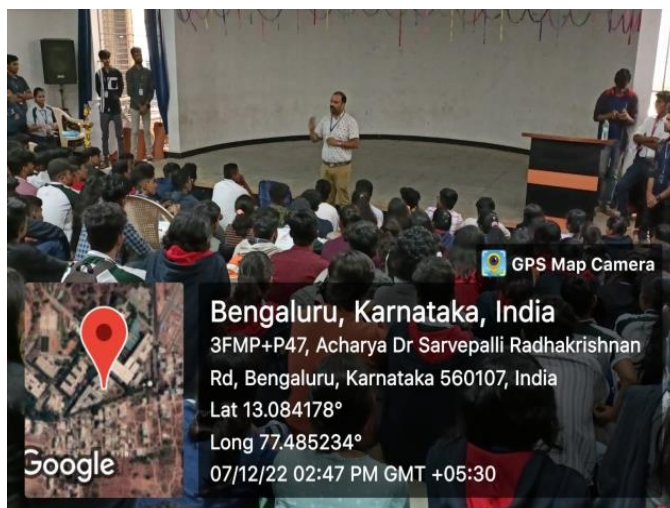 GPS Map Camera
Bengaluru, Karnataka, India
3FMP+P47, Acharya Dr Sarvepalli Radhakrishnan
Rd, Bengaluru, Karnataka 560107, India
Lat 13.084178°
Long 77.485234°
07/12/22 02:47 PM GMT +05:30
Google